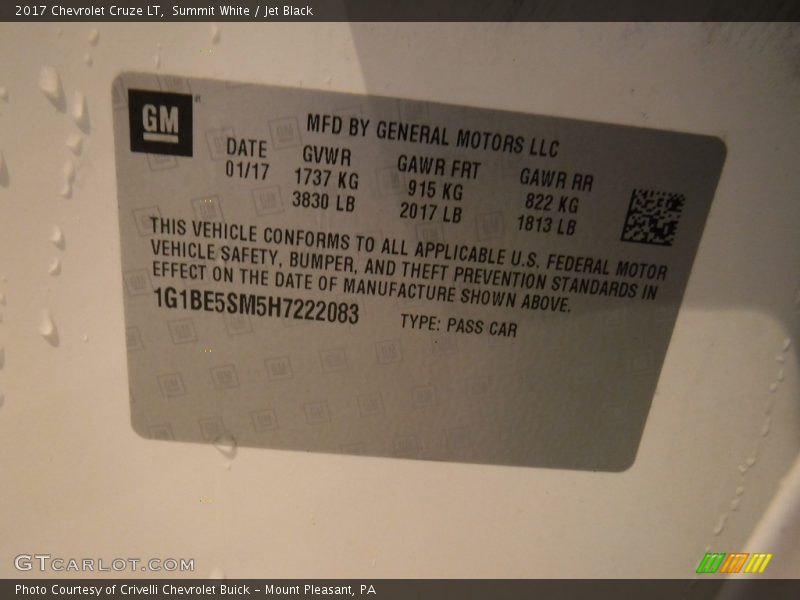 2017 Chevrolet Cruze LT, Summit White / Jet Black
GM
MFD BY GENERAL MOTORS LLC
DATE GVWR GAWR FRT GAWR RR
01/17 1737 KG 915 KG 822 KG
3830 LB 2017 LB 1813 LB
THIS VEHICLE CONFORMS TO ALL APPLICABLE U.S. FEDERAL MOTOR
VEHICLE SAFETY, BUMPER, AND THEFT PREVENTION STANDARDS IN
EFFECT ON THE DATE OF MANUFACTURE SHOWN ABOVE.
1G1BE5SM5H7222083 TYPE: PASS CAR
GTCARLOT.COM
Photo Courtesy of Crivelli Chevrolet Buick – Mount Pleasant, PA